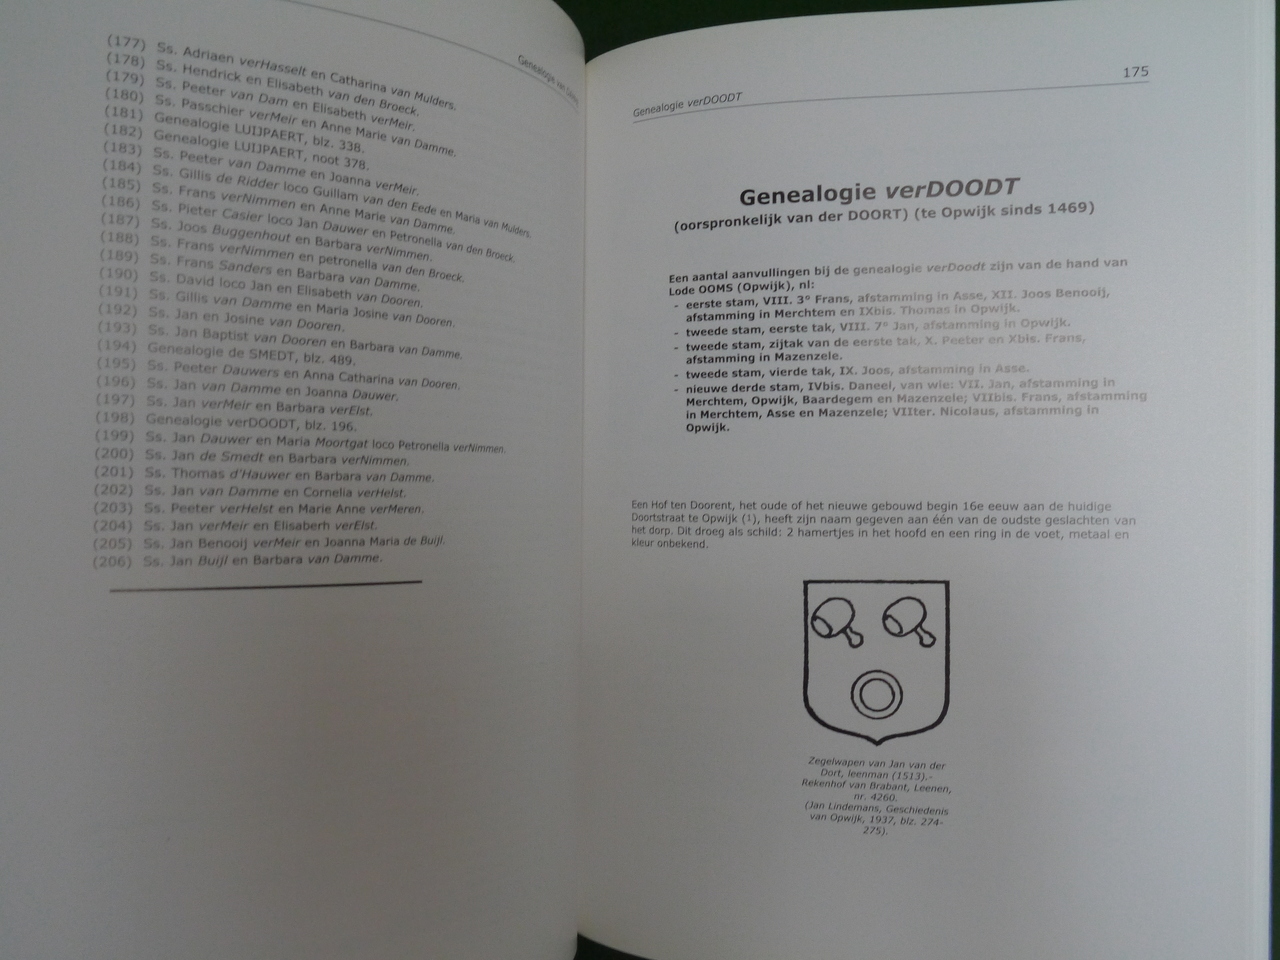 Genealogie van
(177) Ss. Adriaen verHasselt en Catharina van Mulders.
(178) Ss. Hendrick en Elisabeth van den Broeck.
(179) Ss. Peeter van Dam en Elisabeth verMeir.
(180) Ss. Passchier verMeir en Anne Marie van Damme.
(181) Genealogie LUIJPAERT, blz. 338.
(182) Genealogie LUIJPAERT, noot 378.
(183) Ss. Peeter van Damme en Joanna verMeir.
(184) Ss. Gillis de Ridder loco Guillam van den Eede en Maria van Mulders.
(185) Ss. Frans verNimmen en Anne Marie van Damme.
(186) Ss. Pieter Casier loco Jan Dauwer en Petronella van den Broeck.
(187) Ss. Joos Buggenhout en Barbara verNimmen.
(188) Ss. Frans verNimmen en petronella van den Broeck.
(189) Ss. Frans Sanders en Barbara van Damme.
(190) Ss. David loco Jan en Elisabeth van Dooren.
(191) Ss. Gillis van Damme en Maria Josine van Dooren.
(192) Ss. Jan en Josine van Dooren.
(193) Ss. Jan Baptist van Dooren en Barbara van Damme.
(194) Genealogie de SMEDT, blz. 489.
(195) Ss. Peeter Dauwers en Anna Catharina van Dooren.
(196) Ss. Jan van Damme en Joanna Dauwer.
(197) Ss. Jan verMeir en Barbara verElst.
(198) Genealogie verDOODT, blz. 196.
(199) Ss. Jan Dauwer en Maria Moortgat loco Petronella verNimmen.
(200) Ss. Jan de Smedt en Barbara verNimmen.
(201) Ss. Thomas d'Hauwer en Barbara van Damme.
(202) Ss. Jan van Damme en Cornelia verHelst.
(203) Ss. Peeter verHelst en Marie Anne verMeren.
(204) Ss. Jan verMeir en Elisaberh verElst.
(205) Ss. Jan Benooij verMeir en Joanna Maria de Buijl.
(206) Ss. Jan Buijl en Barbara van Damme.
Genealogie verDOODT 175
Genealogie verDOODT
(oorspronkelijk van der DOORT) (te Opwijk sinds 1469)
Een aantal aanvullingen bij de genealogie verDoodt zijn van de hand van
Lode OOMS (Opwijk), nl:
- eerste stam, VIII. 3° Frans, afstamming in Asse, XII. Joos Benooij,
afstamming in Merchtem en IXbis. Thomas in Opwijk.
- tweede stam, eerste tak, VIII. 7° Jan, afstamming in Opwijk.
- tweede stam, zijtak van de eerste tak, X. Peeter en Xbis. Frans,
afstamming in Mazenzele.
- tweede stam, vierde tak, IX. Joos, afstamming in Asse.
- nieuwe derde stam, IVbis. Daneel, van wie: VII. Jan, afstamming in
Merchtem, Opwijk, Baardegem en Mazenzele; VIIbis. Frans, afstamming
in Merchtem, Asse en Mazenzele; VIIter. Nicolaus, afstamming in
Opwijk.
Een Hof ten Doorent, het oude of het nieuwe gebouwd begin 16e eeuw aan de huidige
Doortstraat te Opwijk (¹), heeft zijn naam gegeven aan één van de oudste geslachten van
het dorp. Dit droeg als schild: 2 hamertjes in het hoofd en een ring in de voet, metaal en
kleur onbekend.
Zegelwapen van Jan van der
Dort, leenman (1513).-
Rekenhof van Brabant, Leenen,
nr. 4260.
(Jan Lindemans, Geschiedenis
van Opwijk, 1937, blz. 274-
275).